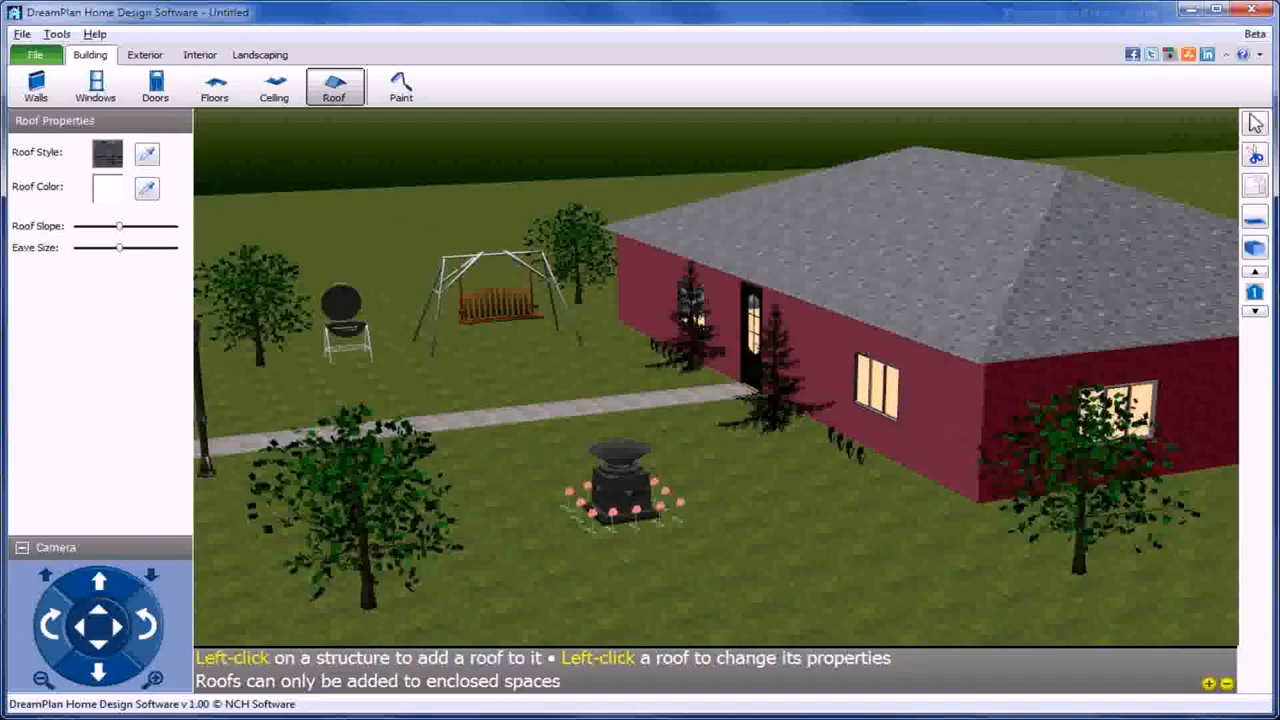 DreamPlan Home Design Software - Untitled
File Tools Help Beta
File Building Exterior Interior Landscaping
Walls Windows Doors Floors Ceiling Roof Paint
Roof Properties
Roof Style:
Roof Color:
Roof Slope:
Eave Size:
Camera
Left-click on a structure to add a roof to it • Left-click a roof to change its properties
Roofs can only be added to enclosed spaces
DreamPlan Home Design Software v 1.00 © NCH Software